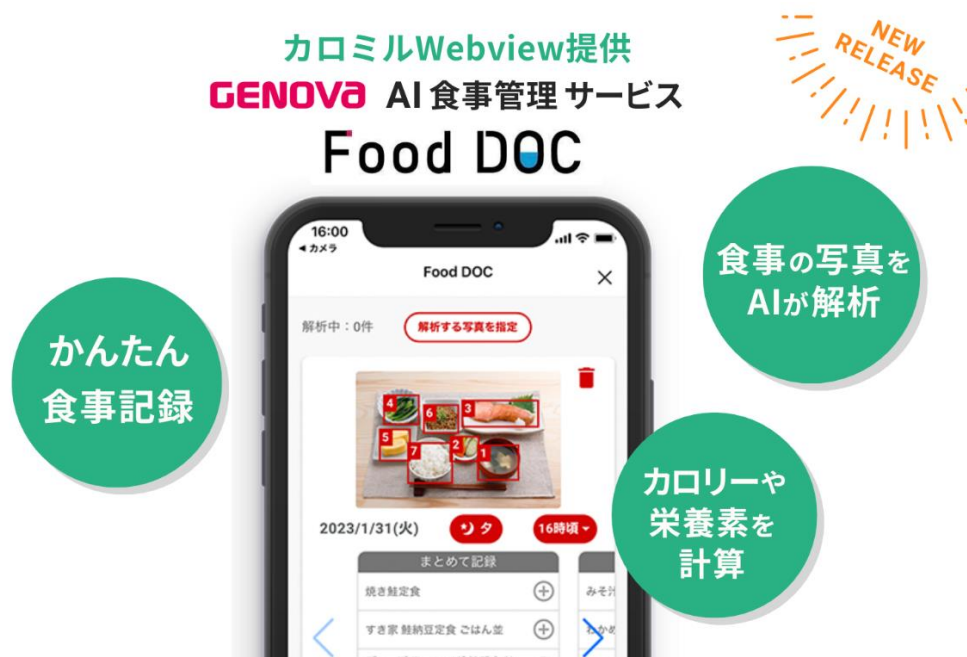 カロミルWebview提供
GENOVA AI 食事管理 サービス
Food DOC
NEW
RELEASE
かんたん
食事記録
食事の写真を
AIが解析
カロリーや
栄養素を
計算
16:00
◀ カメラ
Food DOC
解析中：0件
解析する写真を指定
4
6
3
5
7
2
1
2023/1/31(火)
夕
16時頃
まとめて記録
焼き鮭定食
みそ汁
すき家 鮭納豆定食 ごはん並
わかめ